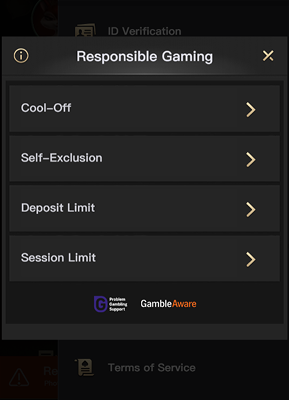 ID Verification
Responsible Gaming
Cool-Off
Self-Exclusion
Deposit Limit
Session Limit
Problem
Gambling
Support
GambleAware
Re
Terms of Service